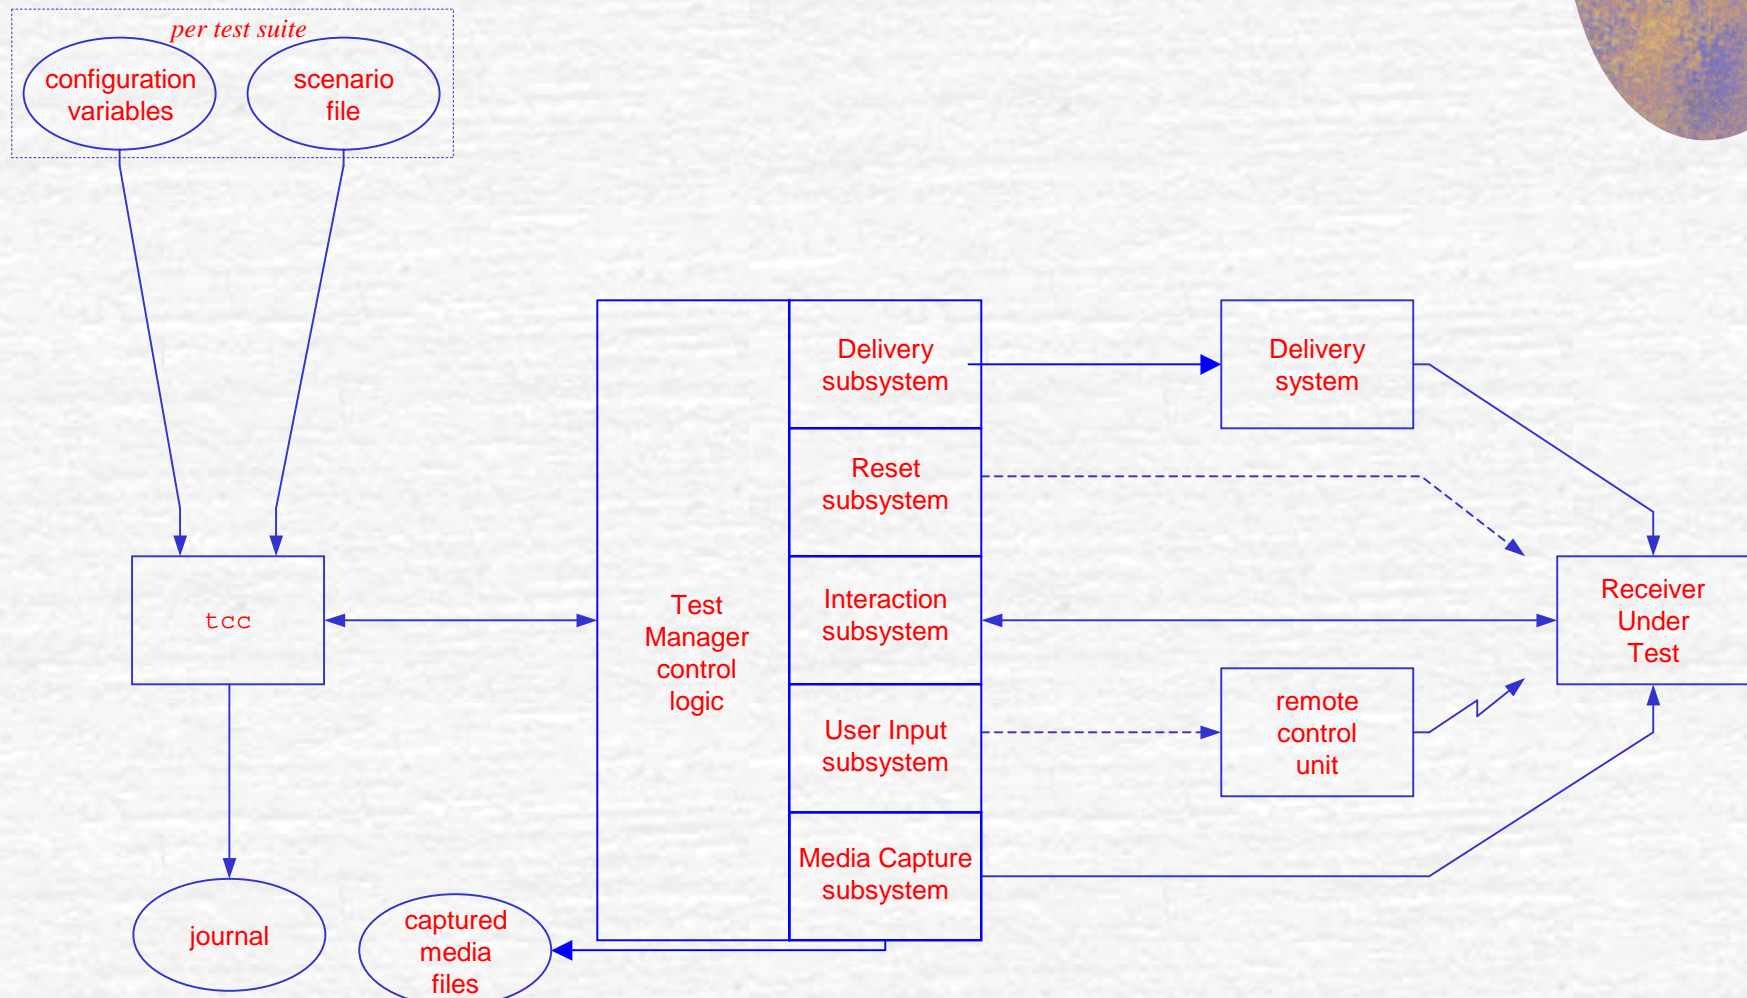 per test suite
configuration
variables
scenario
file
Delivery
subsystem
Delivery
system
Reset
subsystem
tcc
Test
Manager
control
logic
Interaction
subsystem
Receiver
Under
Test
User Input
subsystem
remote
control
unit
Media Capture
subsystem
journal
captured
media
files